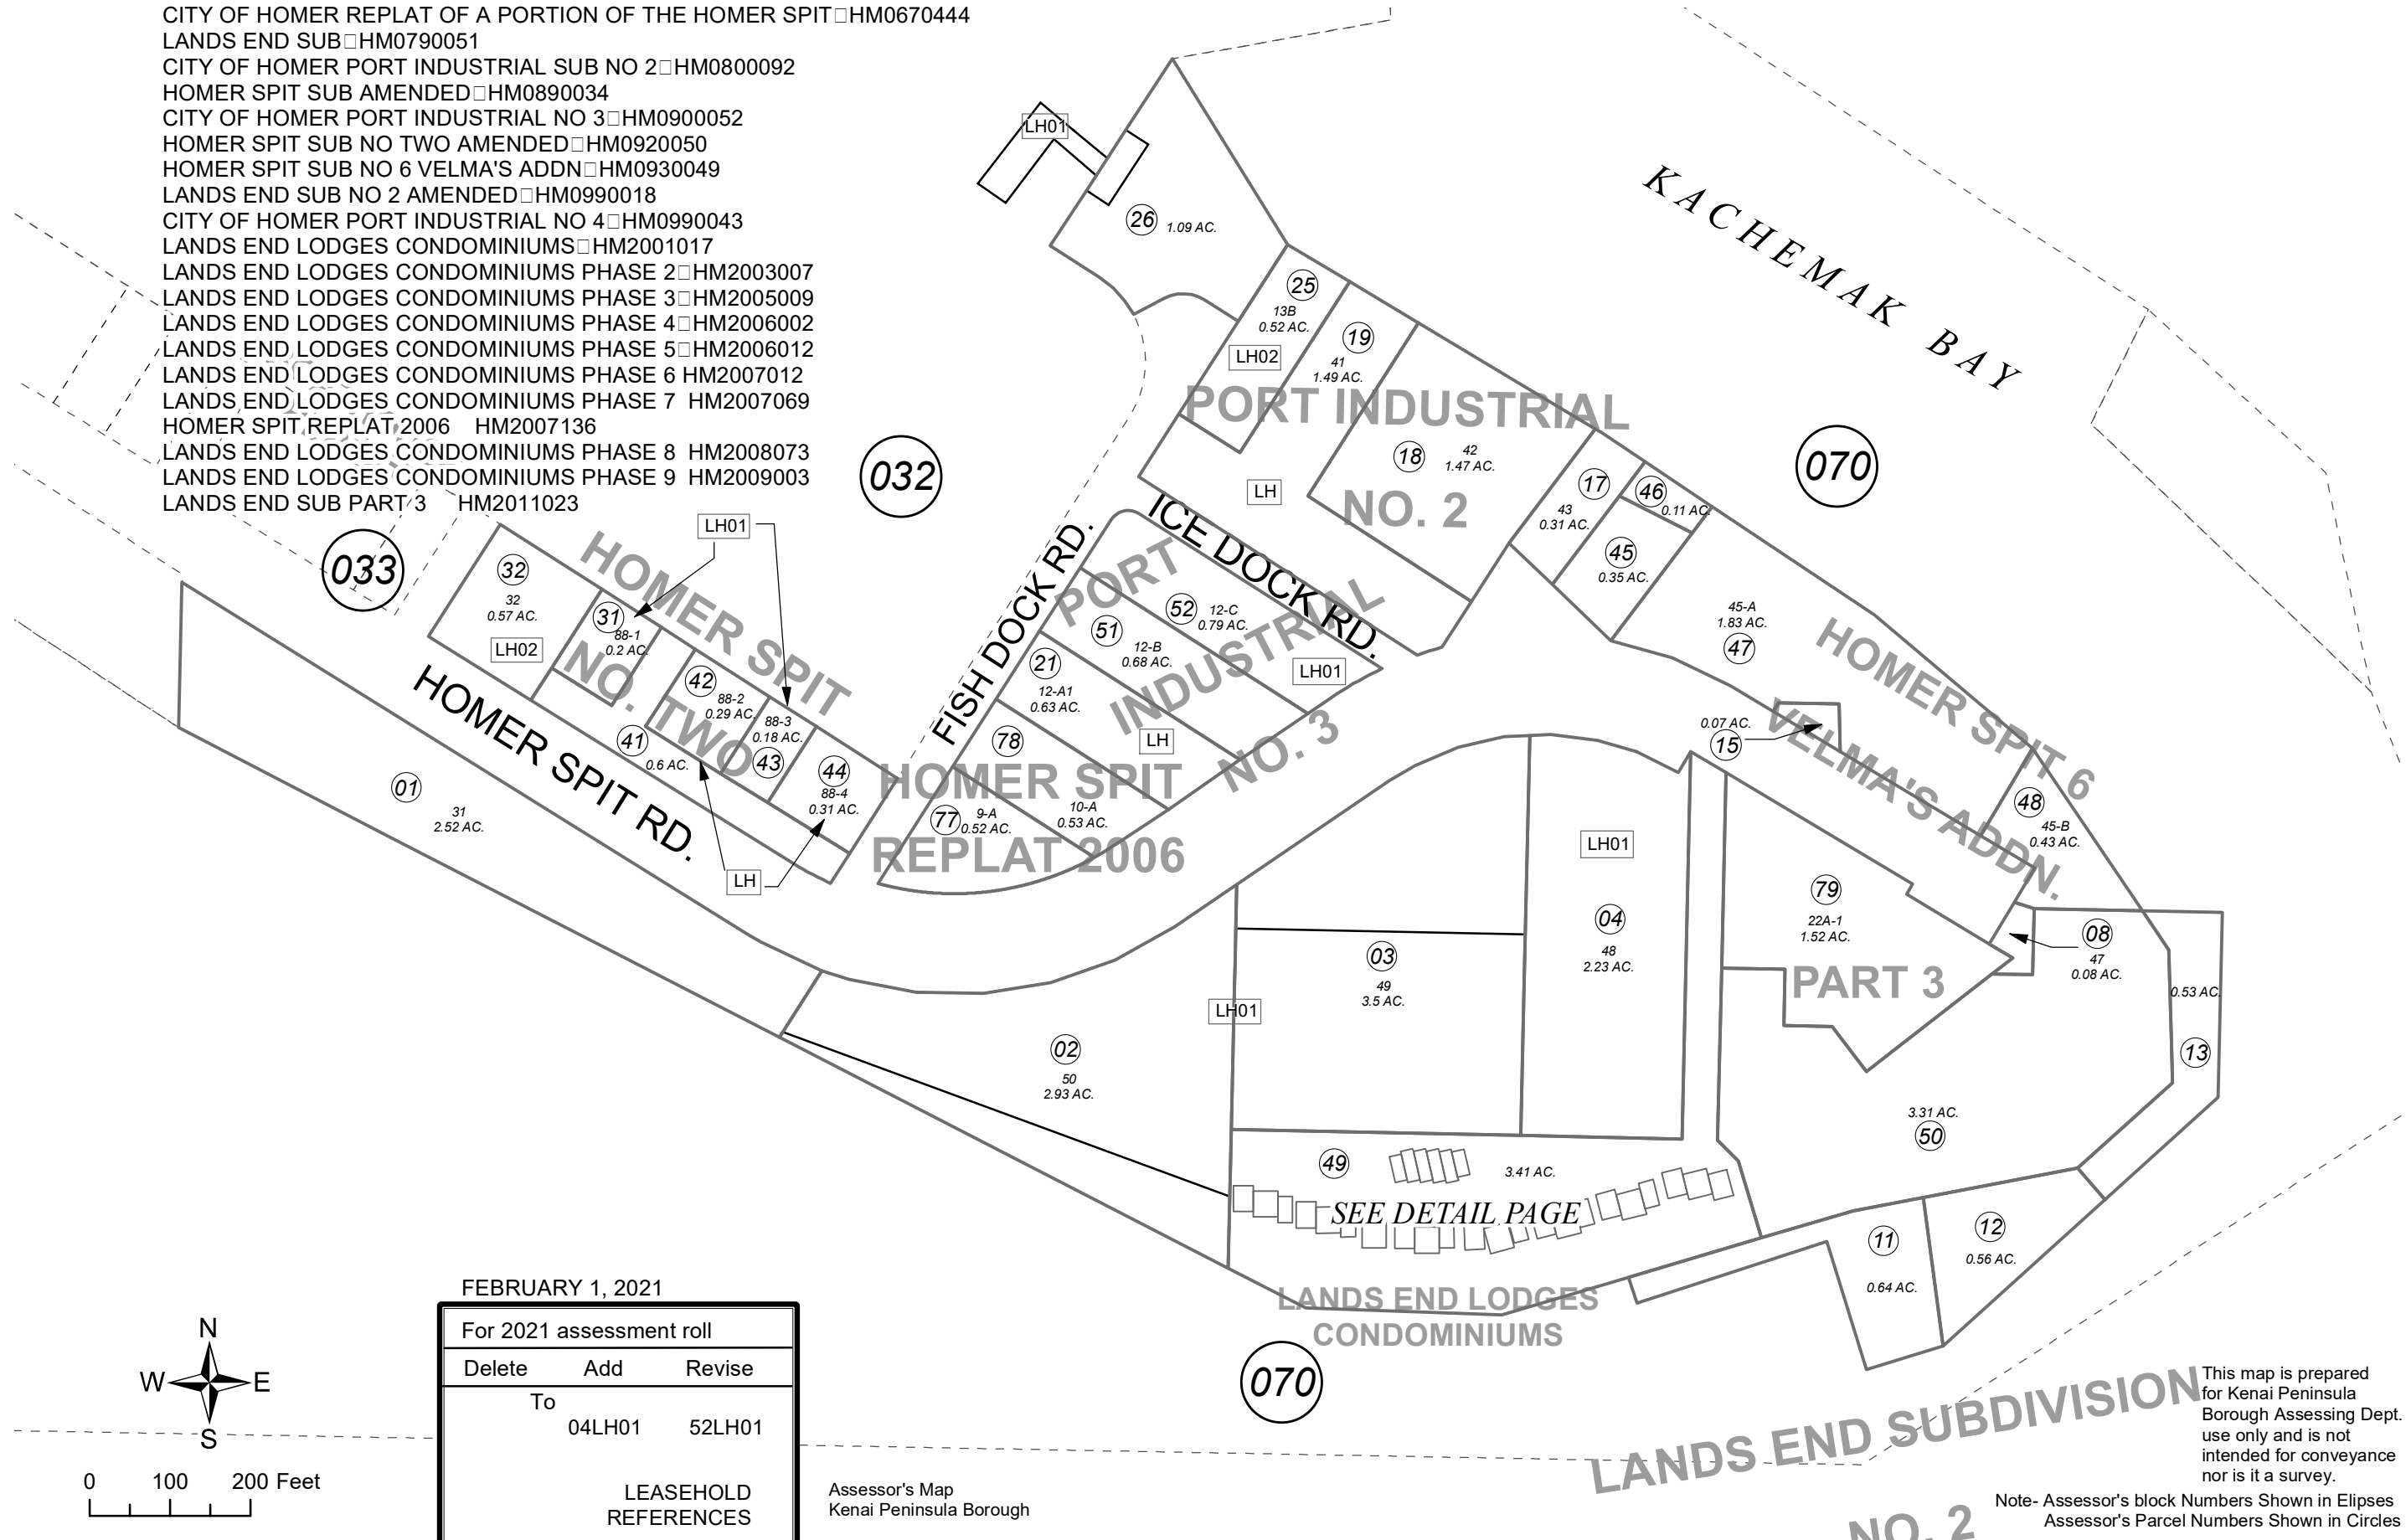 CITY OF HOMER REPLAT OF A PORTION OF THE HOMER SPIT□HM0670444
LANDS END SUB□HM0790051
CITY OF HOMER PORT INDUSTRIAL SUB NO 2□HM0800092
HOMER SPIT SUB AMENDED□HM0890034
CITY OF HOMER PORT INDUSTRIAL NO 3□HM0900052
HOMER SPIT SUB NO TWO AMENDED□HM0920050
HOMER SPIT SUB NO 6 VELMA'S ADDN□HM0930049
LANDS END SUB NO 2 AMENDED□HM0990018
CITY OF HOMER PORT INDUSTRIAL NO 4□HM0990043
LANDS END LODGES CONDOMINIUMS□HM2001017
LANDS END LODGES CONDOMINIUMS PHASE 2□HM2003007
LANDS END LODGES CONDOMINIUMS PHASE 3□HM2005009
LANDS END LODGES CONDOMINIUMS PHASE 4□HM2006002
LANDS END LODGES CONDOMINIUMS PHASE 5□HM2006012
LANDS END LODGES CONDOMINIUMS PHASE 6 HM2007012
LANDS END LODGES CONDOMINIUMS PHASE 7 HM2007069
HOMER SPIT REPLAT 2006 HM2007136
LANDS END LODGES CONDOMINIUMS PHASE 8 HM2008073
LANDS END LODGES CONDOMINIUMS PHASE 9 HM2009003
LANDS END SUB PART 3 HM2011023
LH01
26
1.09 AC.
KACHEMAK BAY
25
13B
0.52 AC.
LH02
19
41
1.49 AC.
PORT INDUSTRIAL
NO. 2
18
42
1.47 AC.
LH
17
43
0.31 AC.
46
0.11 AC.
45
0.35 AC.
070
032
033
ICE DOCK RD.
FISH DOCK RD.
HOMER SPIT RD.
LH01
32
32
0.57 AC.
LH02
31
88-1
0.2 AC.
HOMER SPIT
NO. TWO
42
88-2
0.29 AC.
88-3
0.18 AC.
43
41
0.6 AC.
44
88-4
0.31 AC.
LH
PORT
INDUSTRIAL
NO. 3
52
12-C
0.79 AC.
LH01
51
12-B
0.68 AC.
21
12-A1
0.63 AC.
LH
78
10-A
0.53 AC.
77
9-A
0.52 AC.
HOMER SPIT
REPLAT 2006
45-A
1.83 AC.
47
HOMER SPIT 6
VELMA'S ADDN.
0.07 AC.
15
48
45-B
0.43 AC.
01
31
2.52 AC.
02
50
2.93 AC.
LH01
03
49
3.5 AC.
LH01
04
48
2.23 AC.
79
22A-1
1.52 AC.
PART 3
08
47
0.08 AC.
0.53 AC.
13
3.31 AC.
50
49
3.41 AC.
SEE DETAIL PAGE
11
0.64 AC.
12
0.56 AC.
LANDS END LODGES
CONDOMINIUMS
070
LANDS END SUBDIVISION
NO. 2
FEBRUARY 1, 2021
For 2021 assessment roll
Delete Add Revise
To
04LH01 52LH01
LEASEHOLD
REFERENCES
N
W E
S
0 100 200 Feet
Assessor's Map
Kenai Peninsula Borough
This map is prepared
for Kenai Peninsula
Borough Assessing Dept.
use only and is not
intended for conveyance
nor is it a survey.
Note- Assessor's block Numbers Shown in Elipses
Assessor's Parcel Numbers Shown in Circles